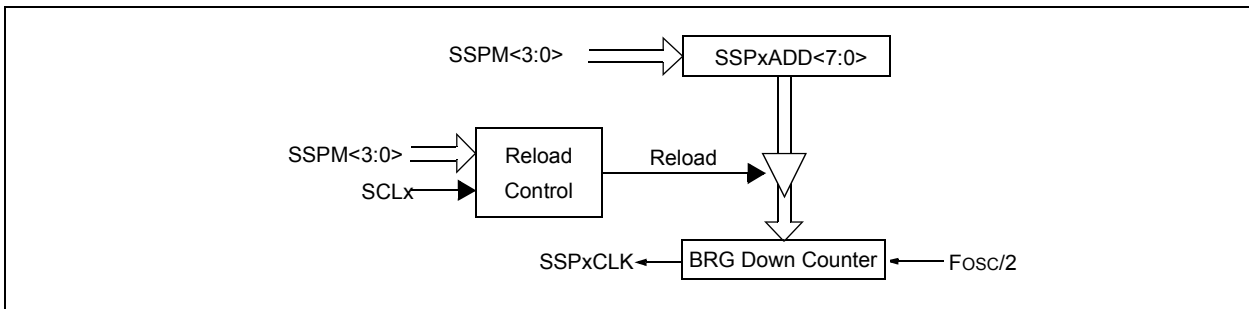 SSPM<3:0>
SSPxADD<7:0>
SSPM<3:0>
SCLx
Reload
Control
Reload
SSPxCLK
BRG Down Counter
FOSC/2